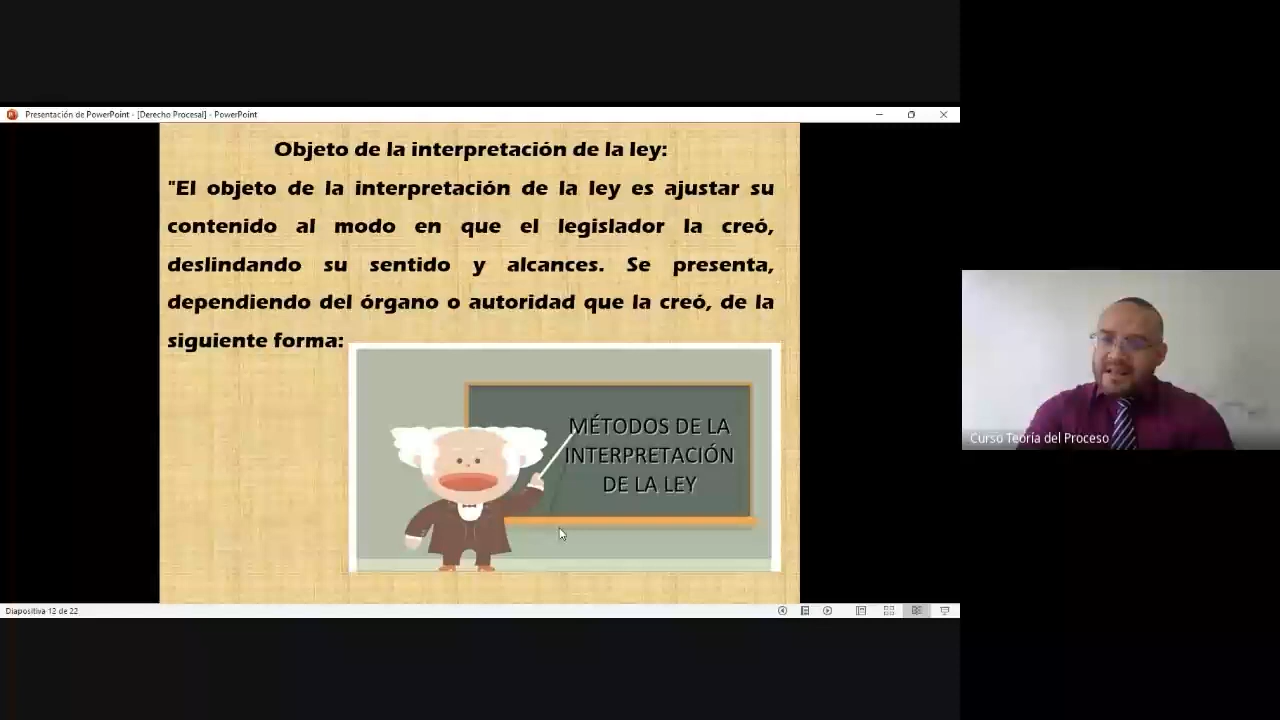 Presentación de PowerPoint - [Derecho Procesal] - PowerPoint
Objeto de la interpretación de la ley:
"El objeto de la interpretación de la ley es ajustar su
contenido al modo en que el legislador la creó,
deslindando su sentido y alcances. Se presenta,
dependiendo del órgano o autoridad que la creó, de la
siguiente forma:
MÉTODOS DE LA
INTERPRETACIÓN
DE LA LEY
Curso Teoría del Proceso
Diapositiva 12 de 22